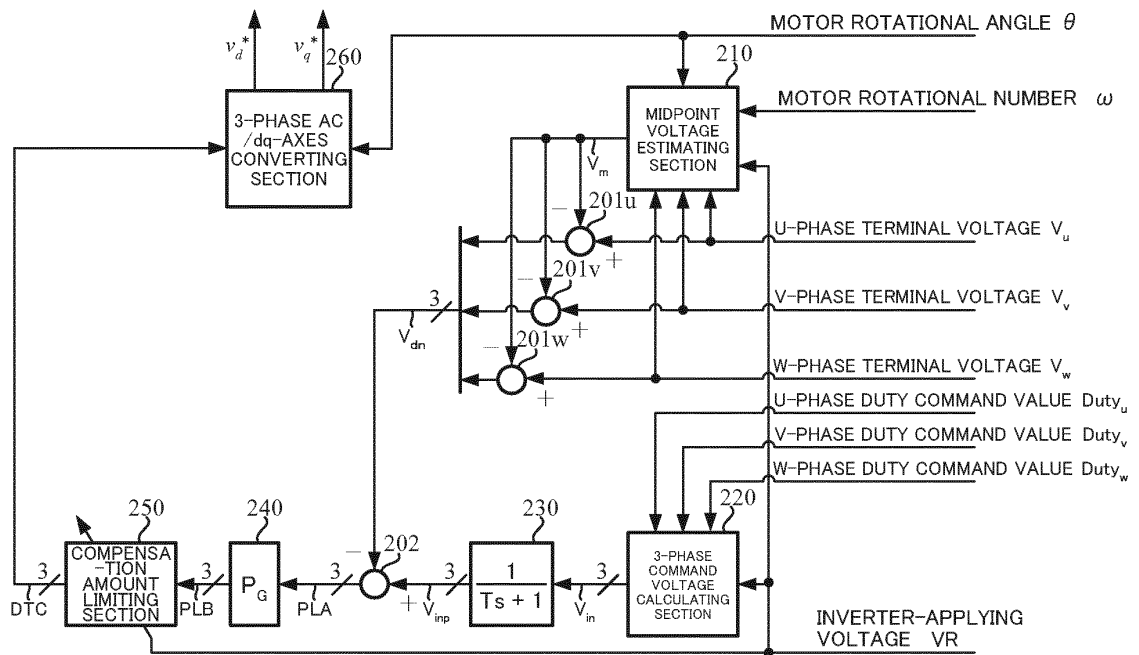 v_d* v_q*
260
3-PHASE AC
/dq-AXES
CONVERTING
SECTION
MOTOR ROTATIONAL ANGLE θ
210
MIDPOINT
VOLTAGE
ESTIMATING
SECTION
MOTOR ROTATIONAL NUMBER ω
V_m
− 201u
+
U-PHASE TERMINAL VOLTAGE V_u
− 201v
+
V-PHASE TERMINAL VOLTAGE V_v
3
V_dn
− 201w
+
W-PHASE TERMINAL VOLTAGE V_w
U-PHASE DUTY COMMAND VALUE Duty_u
V-PHASE DUTY COMMAND VALUE Duty_v
W-PHASE DUTY COMMAND VALUE Duty_w
250
COMPENSA
-TION
AMOUNT
LIMITING
SECTION
3
DTC
240
P_G
3
PLB
3
PLA
− 202
+
3
V_inp
230
1
Ts + 1
3
V_in
220
3-PHASE
COMMAND
VOLTAGE
CALCULATING
SECTION
INVERTER-APPLYING
VOLTAGE VR